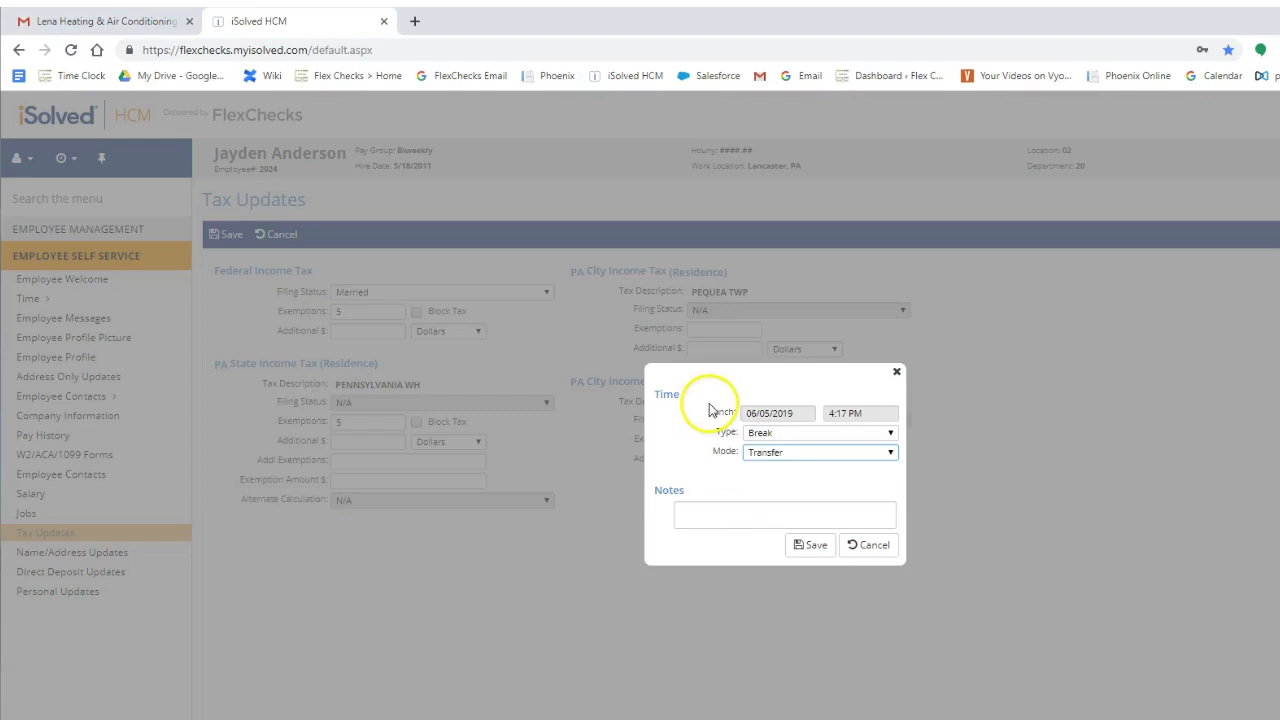 Lena Heating & Air Conditioning
iSolved HCM
https://flexchecks.myisolved.com/default.aspx
Time Clock
My Drive - Google...
Wiki
Flex Checks > Home
FlexChecks Email
Phoenix
iSolved HCM
Salesforce
Email
Dashboard - Flex C...
Your Videos on Vyo...
Phoenix Online
Calendar
iSolved HCM Delivered by FlexChecks
Jayden Anderson
Employee#: 2024
Pay Group: Biweekly
Hire Date: 5/18/2011
Hourly: ####.##
Work Location: Lancaster, PA
Location: 02
Department: 20
Search the menu
EMPLOYEE MANAGEMENT
EMPLOYEE SELF SERVICE
Employee Welcome
Time >
Employee Messages
Employee Profile Picture
Employee Profile
Address Only Updates
Employee Contacts >
Company Information
Pay History
W2/ACA/1099 Forms
Employee Contacts
Salary
Jobs
Tax Updates
Name/Address Updates
Direct Deposit Updates
Personal Updates
Tax Updates
Save
Cancel
Federal Income Tax
Filing Status: Married
Exemptions: 5
Block Tax
Additional $:
Dollars
PA State Income Tax (Residence)
Tax Description: PENNSYLVANIA WH
Filing Status: N/A
Exemptions: 5
Block Tax
Additional $:
Dollars
Addl Exemptions:
Exemption Amount $:
Alternate Calculation: N/A
PA City Income Tax (Residence)
Tax Description: PEQUEA TWP
Filing Status: N/A
Exemptions:
Additional $:
Dollars
PA City Incom
Time
06/05/2019 4:17 PM
Type: Break
Mode: Transfer
Notes
Save
Cancel